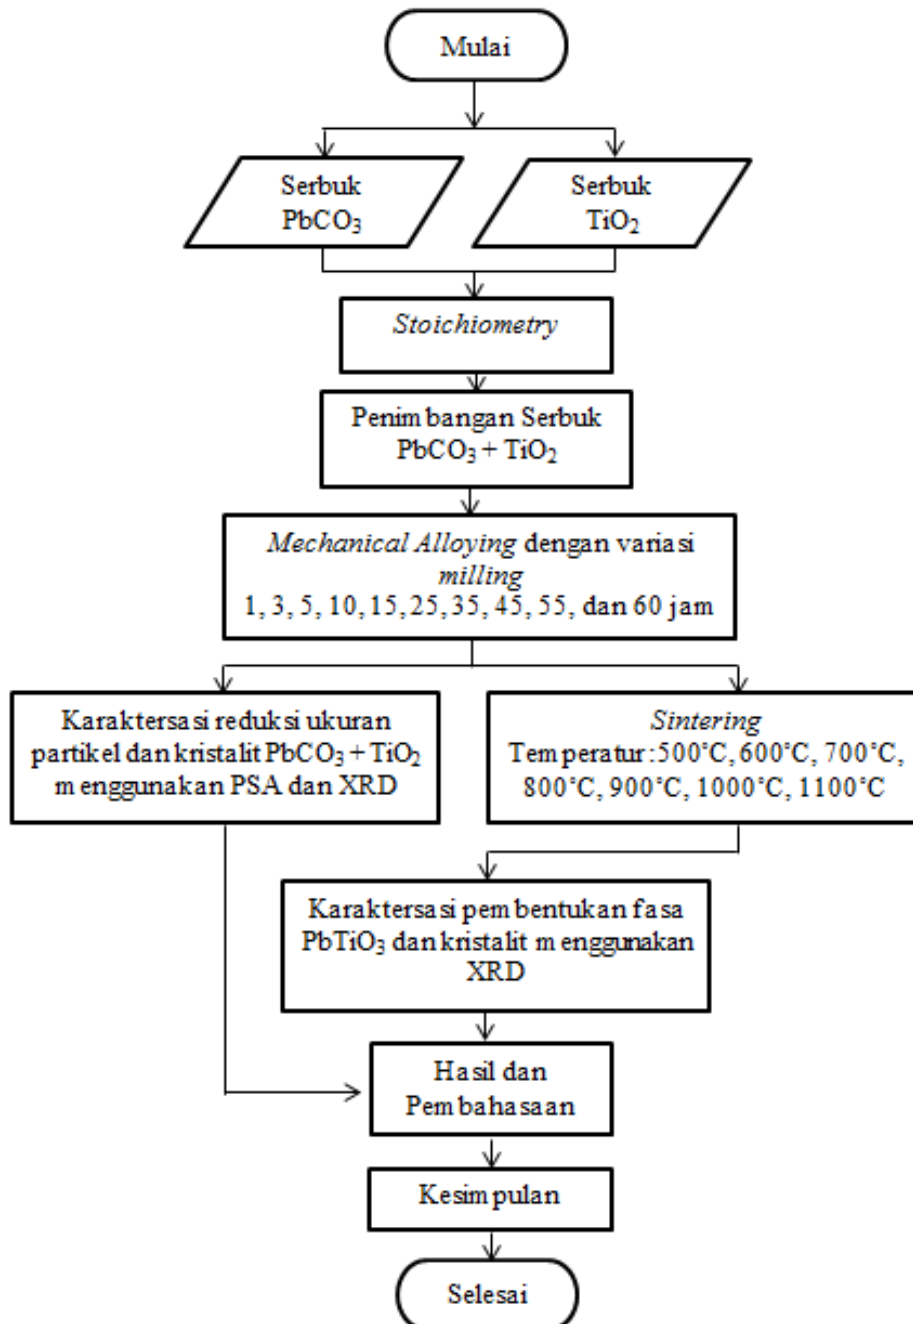 Mulai
Serbuk
PbCO₃
Serbuk
TiO₂
Stoichiometry
Penimbangan Serbuk
PbCO₃ + TiO₂
Mechanical Alloying dengan variasi
milling
1, 3, 5, 10, 15, 25, 35, 45, 55, dan 60 jam
Karaktersasi reduksi ukuran
partikel dan kristalit PbCO₃ + TiO₂
menggunakan PSA dan XRD
Sintering
Temperatur : 500°C, 600°C, 700°C,
800°C, 900°C, 1000°C, 1100°C
Karaktersasi pembentukan fasa
PbTiO₃ dan kristalit menggunakan
XRD
Hasil dan
Pembahasaan
Kesimpulan
Selesai